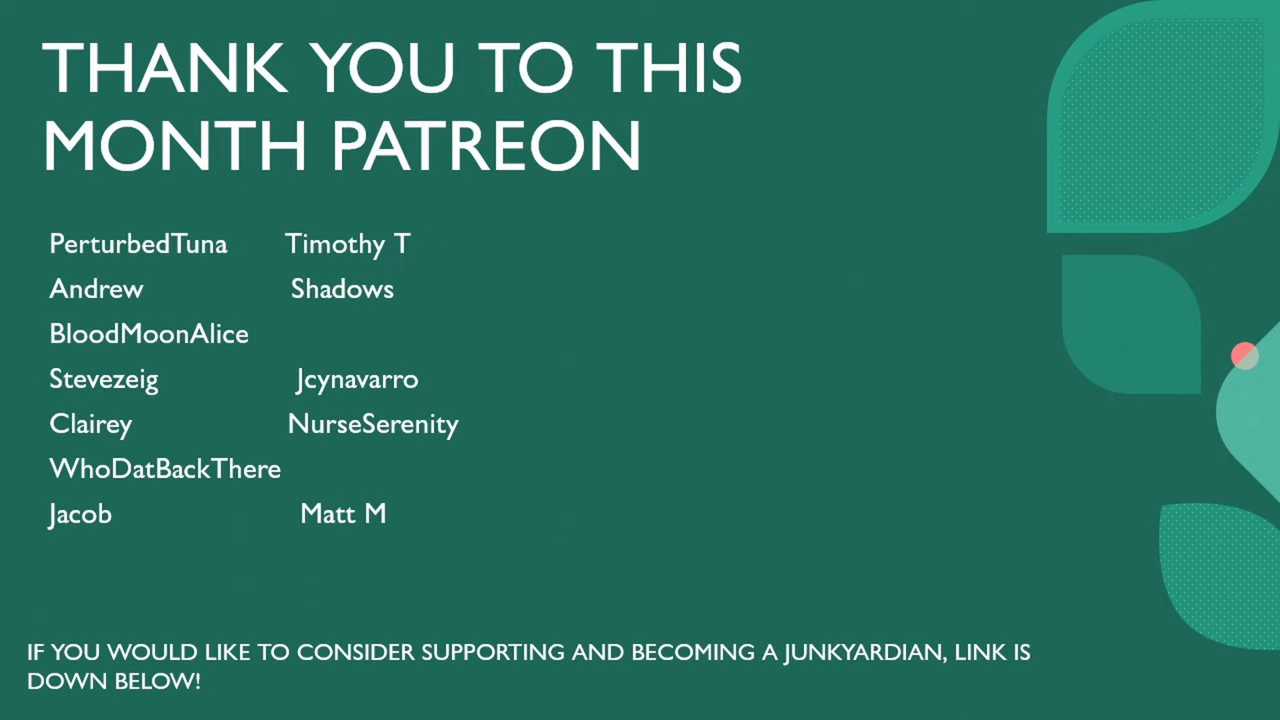 THANK YOU TO THIS
MONTH PATREON
PerturbedTuna Timothy T
Andrew Shadows
BloodMoonAlice
Stevezeig Jcynavarro
Clairey NurseSerenity
WhoDatBackThere
Jacob Matt M
IF YOU WOULD LIKE TO CONSIDER SUPPORTING AND BECOMING A JUNKYARDIAN, LINK IS
DOWN BELOW!